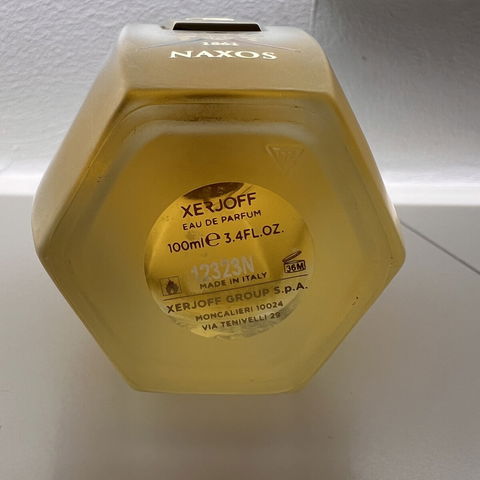 1861
NAXOS
XERJOFF
EAU DE PARFUM
100ml e 3.4FL.OZ.
12323N
MADE IN ITALY
36M
XERJOFF GROUP S.p.A.
MONCALIERI 10024
VIA TENIVELLI 29